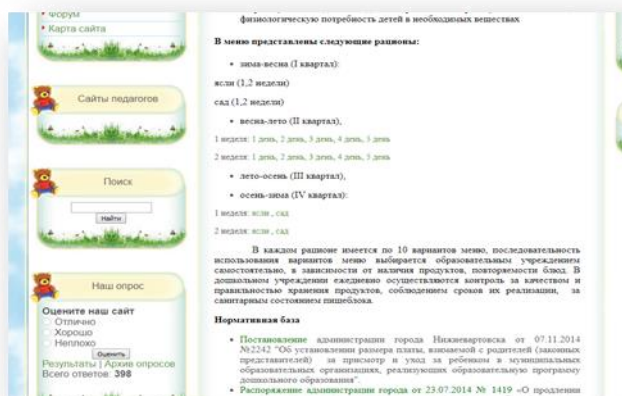 Форум
Карта сайта
Сайты педагогов
Поиск
Найти
Наш опрос
Оцените наш сайт
Отлично
Хорошо
Неплохо
Оценить
Результаты | Архив опросов
Всего ответов: 398
физиологическую потребность детей в необходимых веществах
В меню представлены следующие рационы:
• зима-весна (I квартал):
ясли (1,2 недели)
сад (1,2 недели)
• весна-лето (II квартал),
1 неделя: 1 день, 2 день, 3 день, 4 день, 5 день
2 неделя: 1 день, 2 день, 3 день, 4 день, 5 день
• лето-осень (III квартал),
• осень-зима (IV квартал):
1 неделя: ясли , сад
2 неделя: ясли , сад
В каждом рационе имеется по 10 вариантов меню, последовательность
использования вариантов меню выбирается образовательным учреждением
самостоятельно, в зависимости от наличия продуктов, повторяемости блюд. В
дошкольном учреждении ежедневно осуществляются контроль за качеством и
правильностью хранения продуктов, соблюдением сроков их реализации, за
санитарным состоянием пищеблока.
Нормативная база
• Постановление администрации города Нижневартовска от 07.11.2014
№2242 "Об установлении размера платы, взимаемой с родителей (законных
представителей) за присмотр и уход за ребенком в муниципальных
образовательных организациях, реализующих образовательную программу
дошкольного образования".
• Распоряжение администрации города от 23.07.2014 № 1419 «О продлении